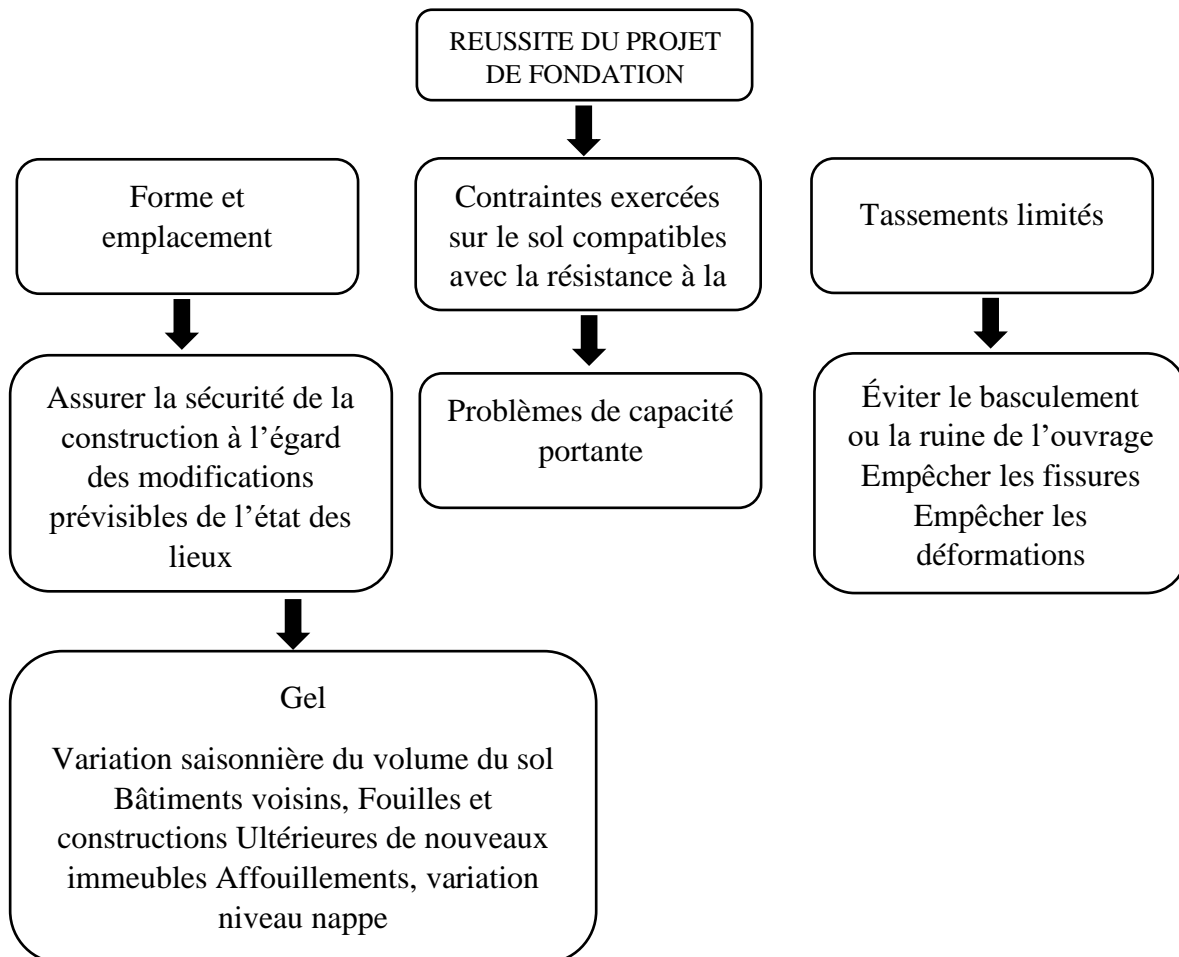 REUSSITE DU PROJET
DE FONDATION
Forme et
emplacement
Contraintes exercées
sur le sol compatibles
avec la résistance à la
Tassements limités
Assurer la sécurité de la
construction à l’égard
des modifications
prévisibles de l’état des
lieux
Problèmes de capacité
portante
Éviter le basculement
ou la ruine de l’ouvrage
Empêcher les fissures
Empêcher les
déformations
Gel
Variation saisonnière du volume du sol
Bâtiments voisins, Fouilles et
constructions Ultérieures de nouveaux
immeubles Affouillements, variation
niveau nappe